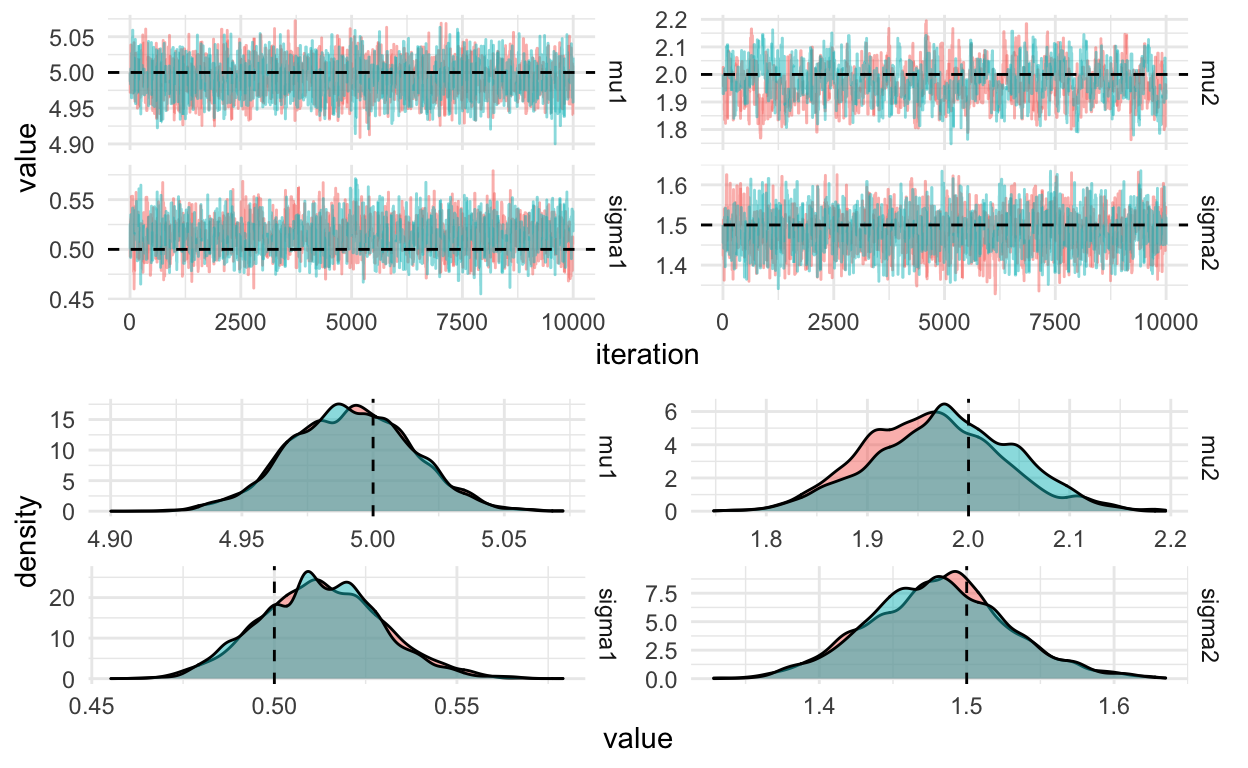 value
5.05
5.00
4.95
4.90
mu1
2.2
2.1
2.0
1.9
1.8
mu2
0.55
0.50
0.45
sigma1
1.6
1.5
1.4
sigma2
0 2500 5000 7500 10000
0 2500 5000 7500 10000
iteration
density
15
10
5
0
mu1
4.90 4.95 5.00 5.05
6
4
2
0
mu2
1.8 1.9 2.0 2.1 2.2
20
10
0
sigma1
0.45 0.50 0.55
7.5
5.0
2.5
0.0
sigma2
1.4 1.5 1.6
value